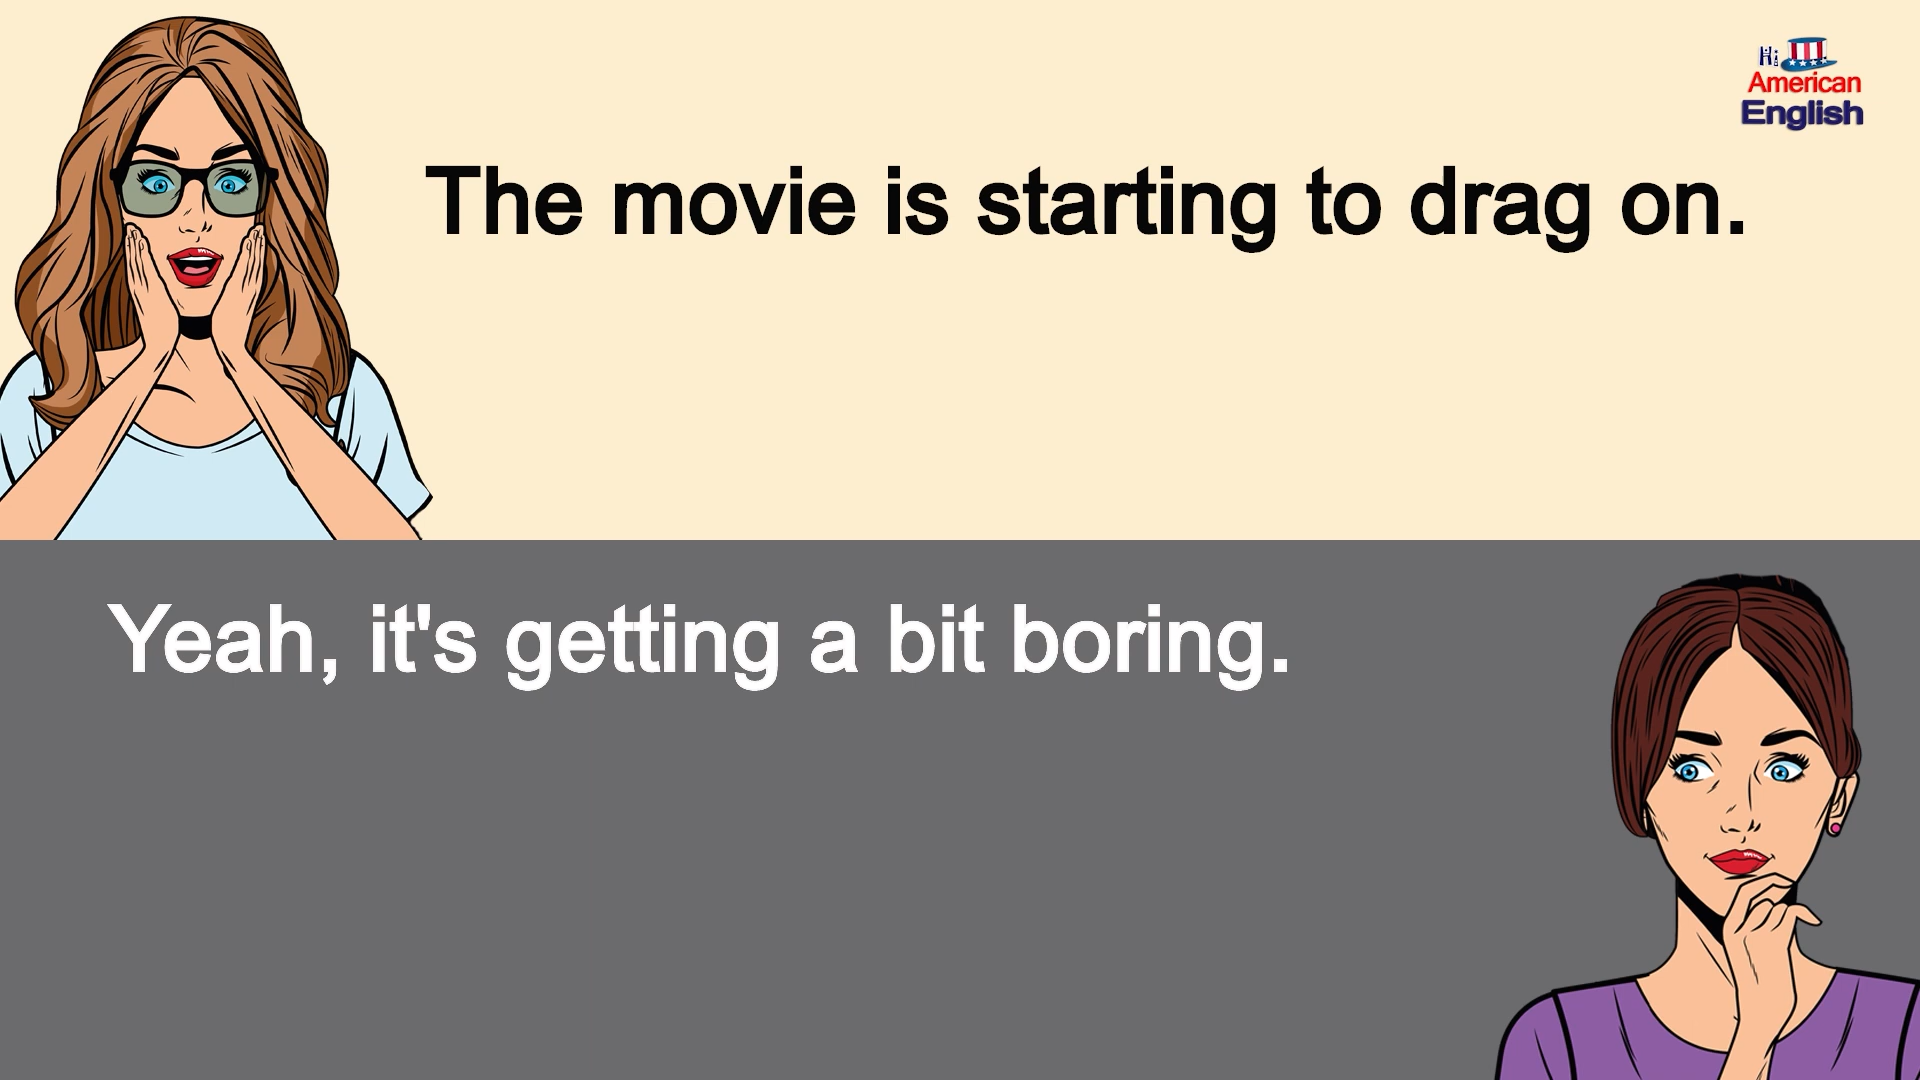 Hi
American
English
The movie is starting to drag on.
Yeah, it's getting a bit boring.